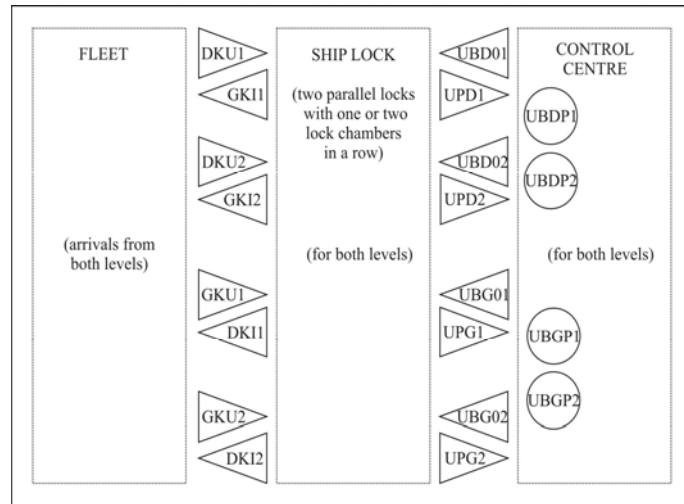 FLEET
(arrivals from
both levels)
DKU1
GKI1
DKU2
GKI2
GKU1
DKI1
GKU2
DKI2
SHIP LOCK
(two parallel locks
with one or two
lock chambers
in a row)
(for both levels)
UBD01
UPD1
UBD02
UPD2
UBG01
UPG1
UBG02
UPG2
CONTROL
CENTRE
UBDP1
UBDP2
(for both levels)
UBGP1
UBGP2